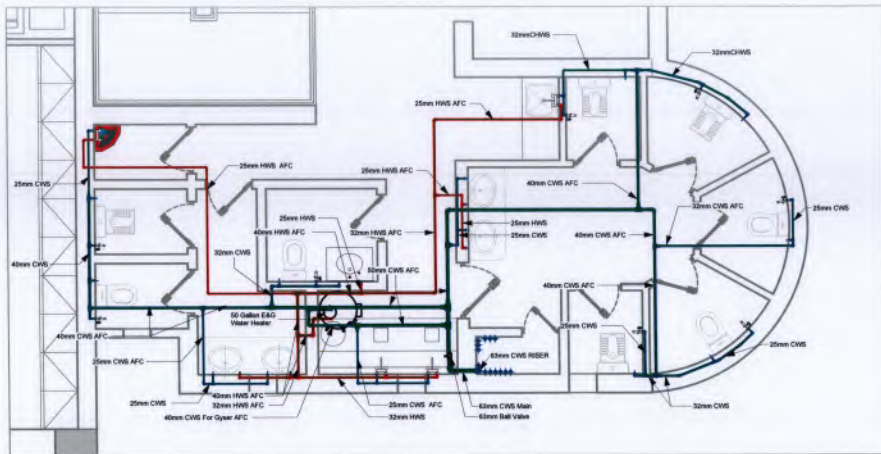 32mmCHWS
32mmCHWS
25mm HWS AFC
25mm HWS AFC
25mm HWS AFC
25mm CWS
40mm CWS AFC
25mm CWS
32mm CWS AFC
25mm HWS
40mm HWS AFC
32mm HWS AFC
25mm HWS
25mm CWS
40mm CWS AFC
32mm CWS
50mm CWS AFC
40mm CWS
40mm CWS AFC
50 Gallon E&G
Water Heater
40mm CWS AFC
25mm CWS
25mm CWS AFC
63mm CWS RISER
25mm CWS
25mm CWS
40mm HWS AFC
32mm HWS AFC
40mm CWS For Gyser AFC
25mm CWS AFC
32mm HWS
63mm CWS Main
63mm Ball Valve
32mm CWS